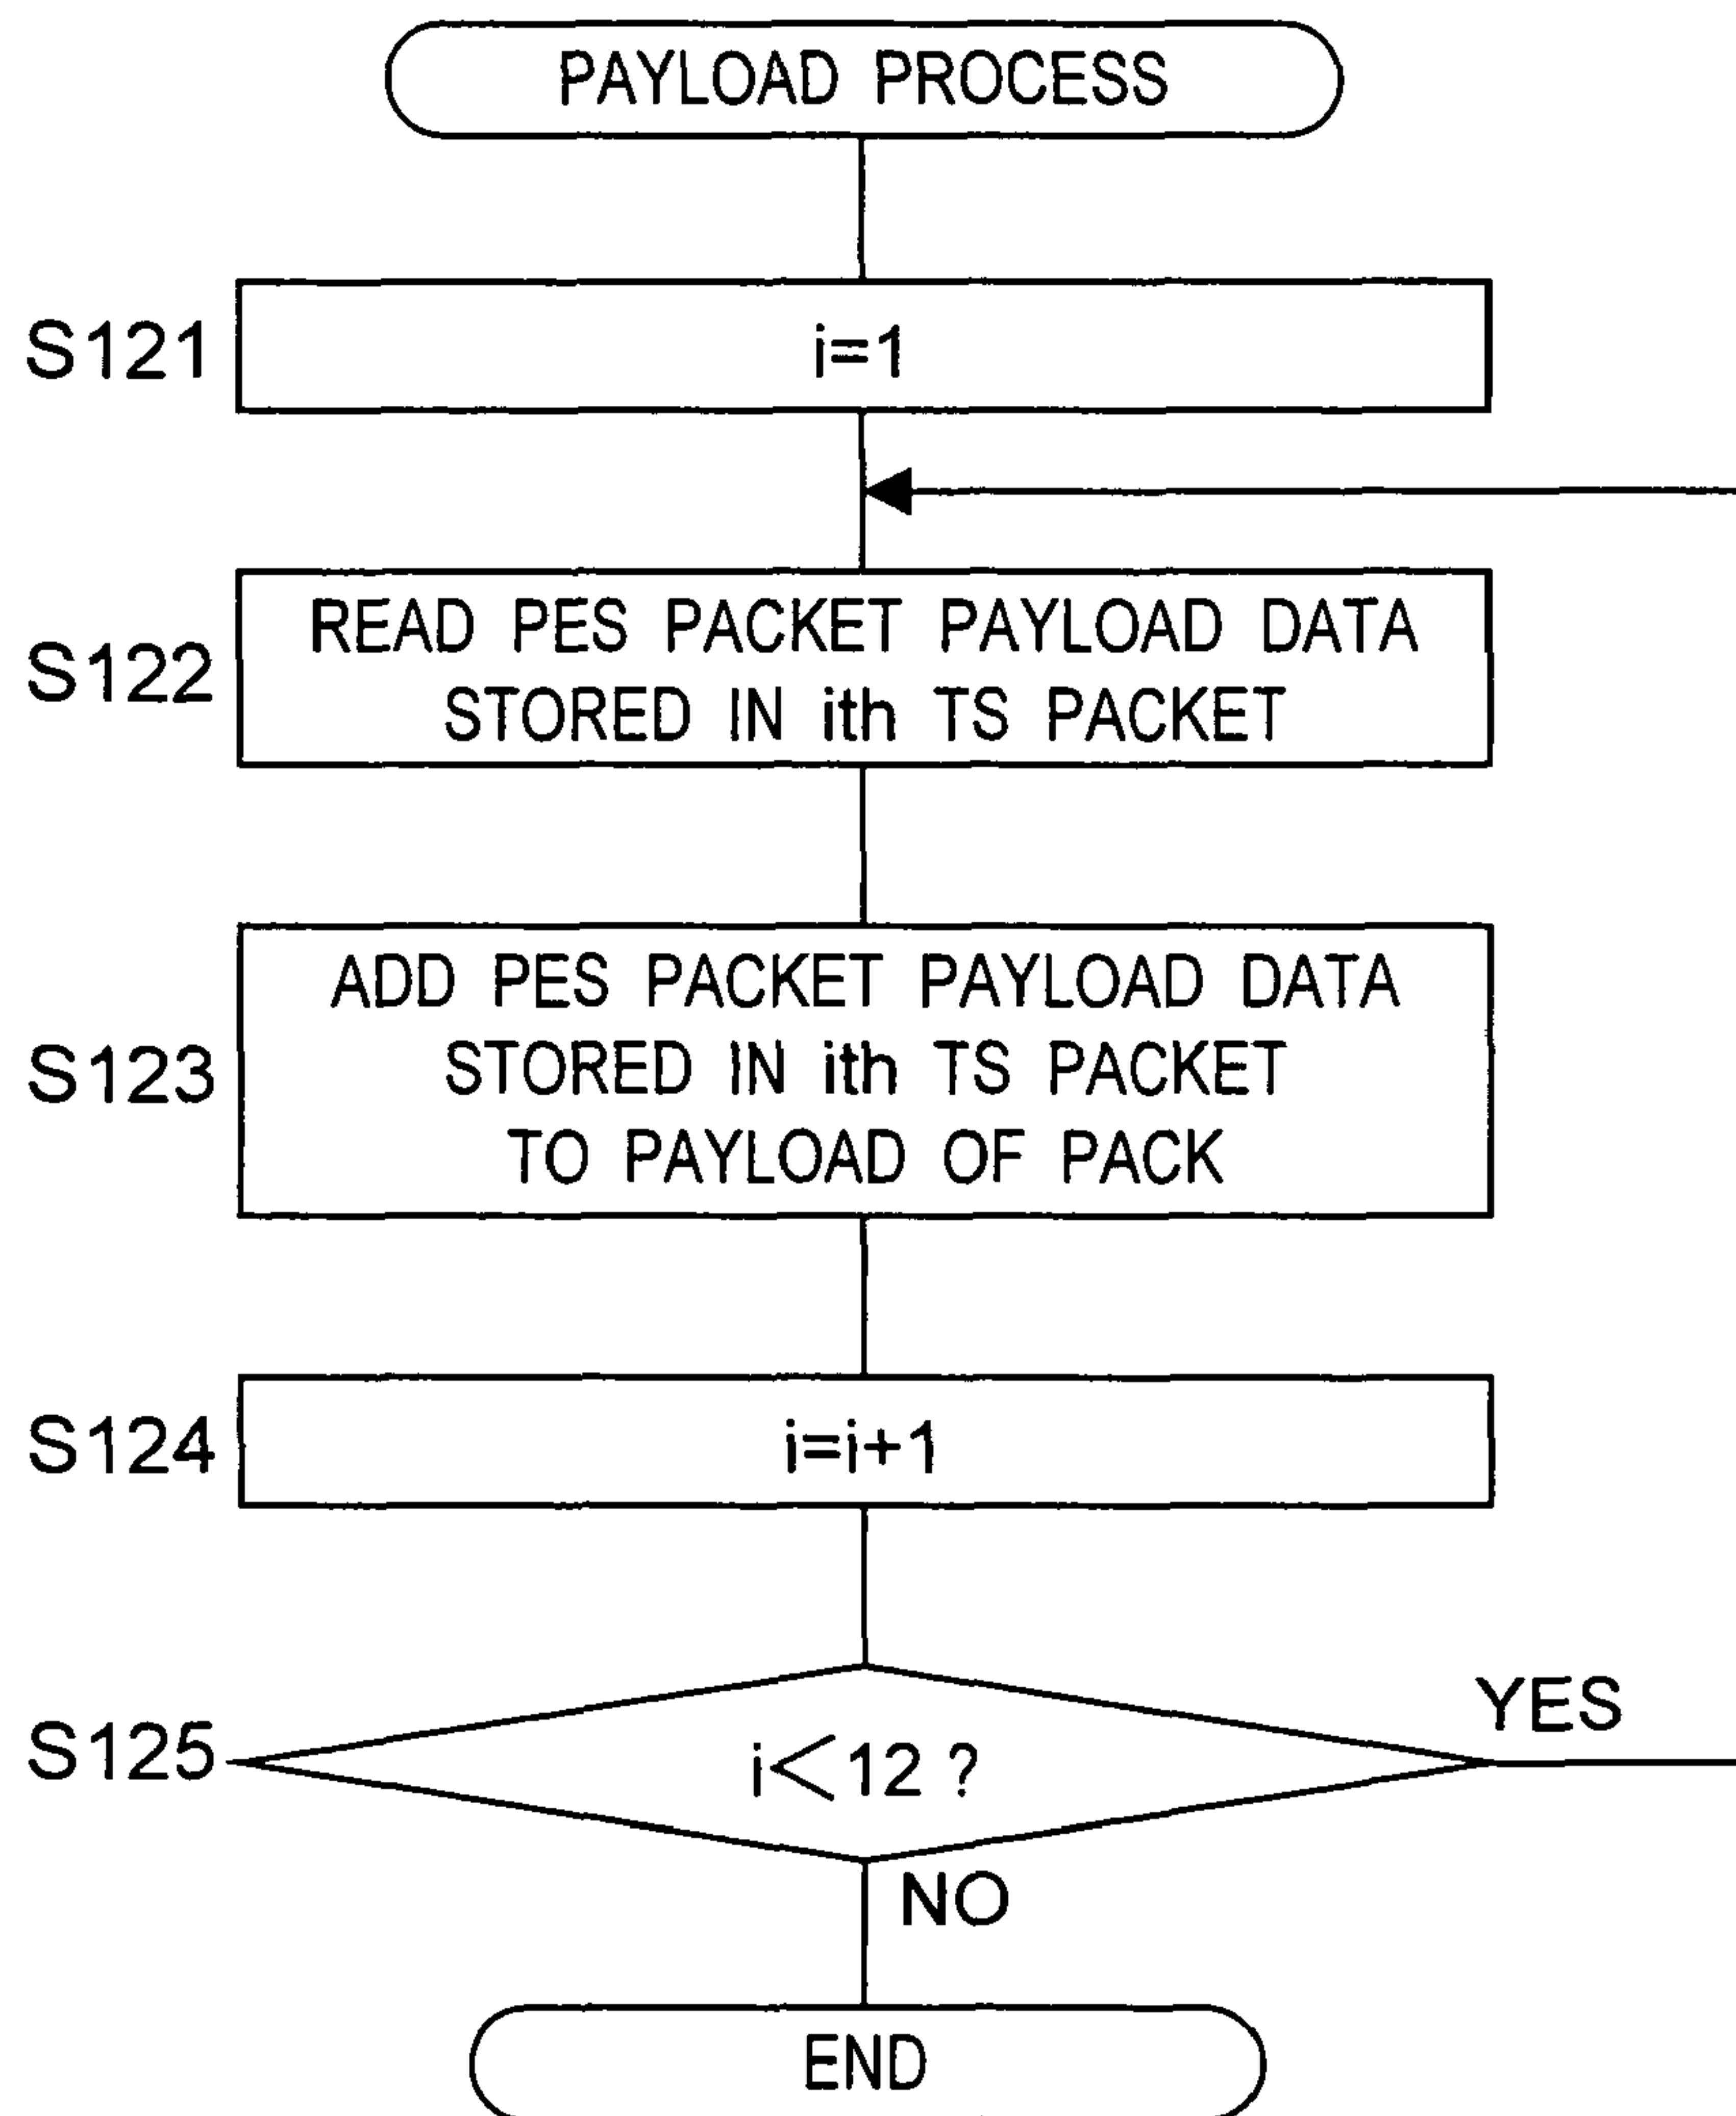 PAYLOAD PROCESS
S121
i=1
S122
READ PES PACKET PAYLOAD DATA
STORED IN ith TS PACKET
S123
ADD PES PACKET PAYLOAD DATA
STORED IN ith TS PACKET
TO PAYLOAD OF PACK
S124
i=i+1
S125
i<12 ?
YES
NO
END